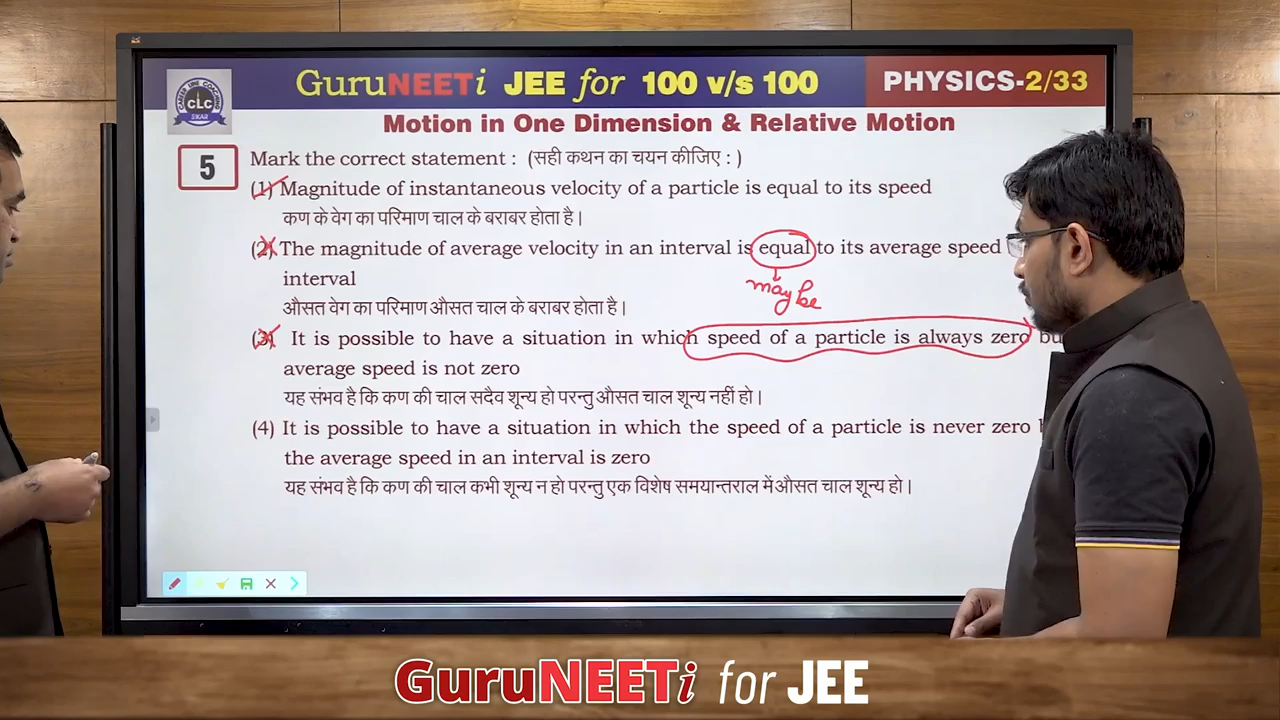 GuruNEETi JEE for 100 v/s 100
PHYSICS-2/33
CLC
SIKAR
Motion in One Dimension & Relative Motion
5
Mark the correct statement : (सही कथन का चयन कीजिए : )
(1) Magnitude of instantaneous velocity of a particle is equal to its speed
कण के वेग का परिमाण चाल के बराबर होता है।
(2) The magnitude of average velocity in an interval is equal to its average speed
interval
may be
औसत वेग का परिमाण औसत चाल के बराबर होता है।
(3) It is possible to have a situation in which speed of a particle is always zero bu
average speed is not zero
यह संभव है कि कण की चाल सदैव शून्य हो परन्तु औसत चाल शून्य नहीं हो।
(4) It is possible to have a situation in which the speed of a particle is never zero
the average speed in an interval is zero
यह संभव है कि कण की चाल कभी शून्य न हो परन्तु एक विशेष समयान्तराल में औसत चाल शून्य हो।
GuruNEETi for JEE